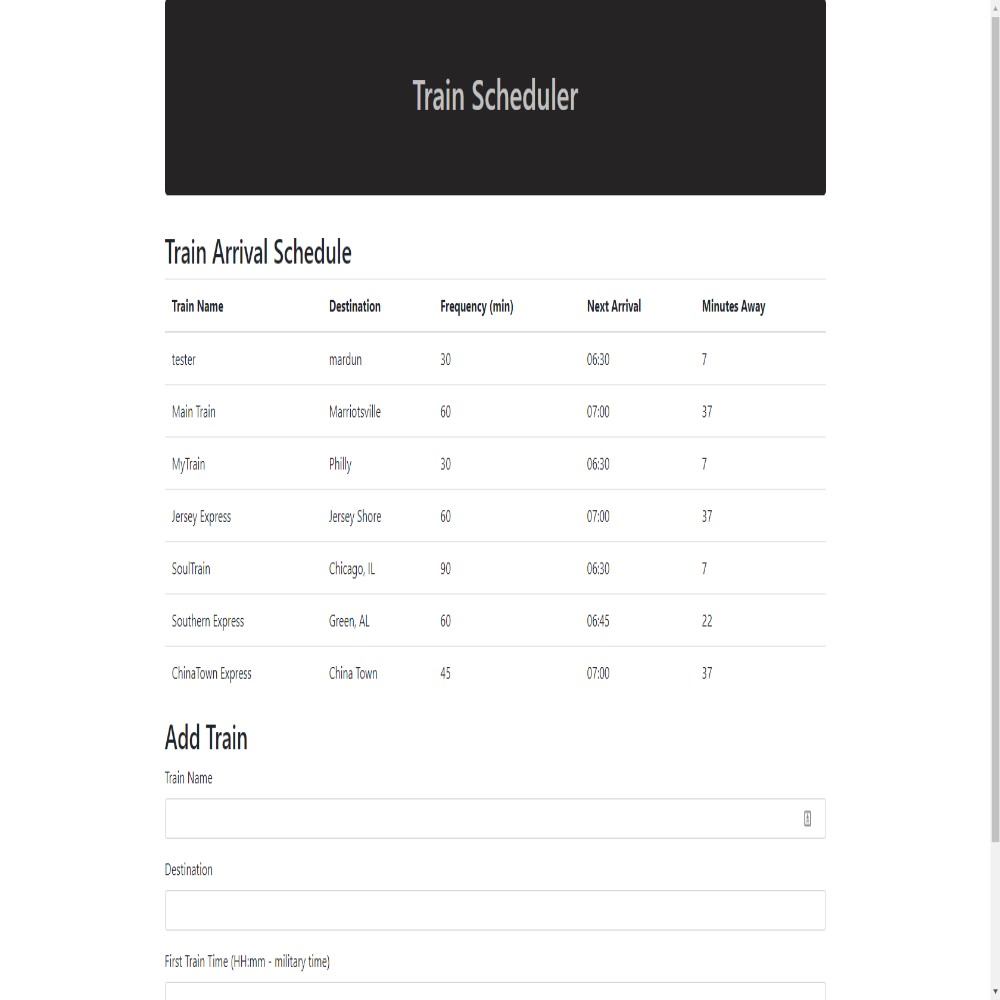 Train Scheduler
Train Arrival Schedule
Train Name Destination Frequency (min) Next Arrival Minutes Away
tester mardun 30 06:30 7
Main Train Marriotsville 60 07:00 37
MyTrain Philly 30 06:30 7
Jersey Express Jersey Shore 60 07:00 37
SoulTrain Chicago, IL 90 06:30 7
Southern Express Green, AL 60 06:45 22
ChinaTown Express China Town 45 07:00 37
Add Train
Train Name
Destination
First Train Time (HH:mm - military time)